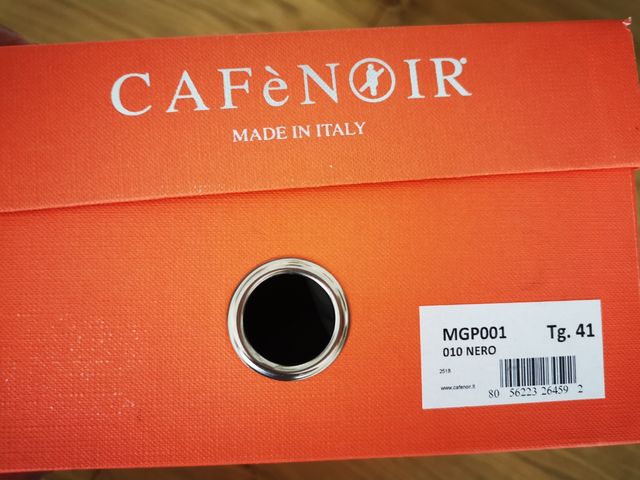 CAFèNOIR
MADE IN ITALY
MGP001 Tg. 41
010 NERO
2518
www.cafenoir.it
80 56223 26459 2